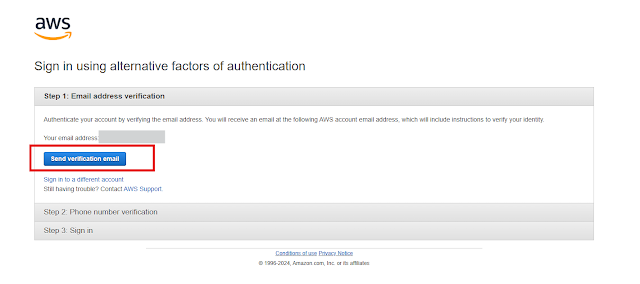 aws
Sign in using alternative factors of authentication
Step 1: Email address verification
Authenticate your account by verifying the email address. You will receive an email at the following AWS account email address, which will include instructions to verify your identity.
Your email address
Send verification email
Sign in to a different account
Still having trouble? Contact AWS Support.
Step 2: Phone number verification
Step 3: Sign in
Conditions of use Privacy Notice
© 1996-2024, Amazon.com, Inc. or its affiliates